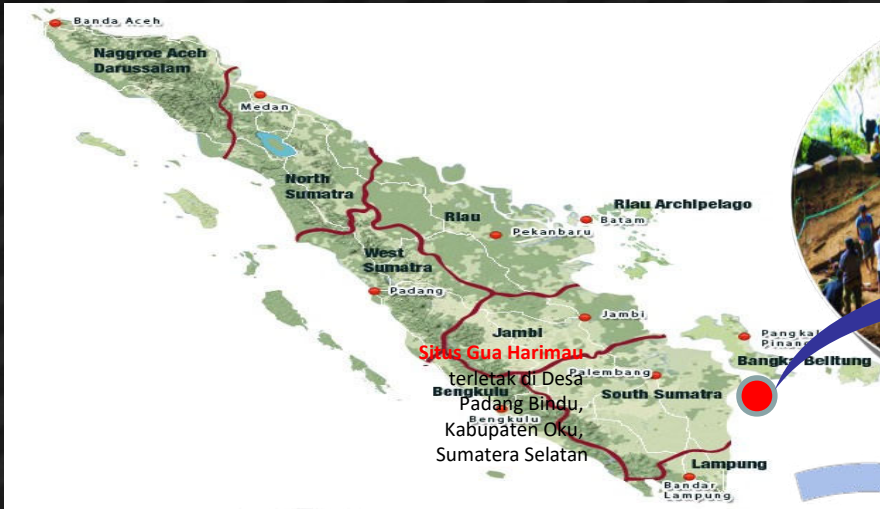 Banda Aceh
Naggroe Aceh
Darussalam
Medan
North
Sumatra
Riau Archipelago
Riau
Batam
Pekanbaru
West
Sumatra
Padang
Jambi
Jambi
Pangkal
Pinang
Bangka Belitung
Situs Gua Harimau
terletak di Desa
Padang Bindu,
Kabupaten Oku,
Sumatera Selatan
Palembang
South Sumatra
Bengkulu
Bengkulu
Lampung
Bandar
Lampung